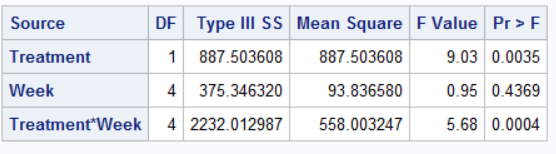 Source DF Type III SS Mean Square F Value Pr > F
Treatment 1 887.503608 887.503608 9.03 0.0035
Week 4 375.346320 93.836580 0.95 0.4369
Treatment*Week 4 2232.012987 558.003247 5.68 0.0004